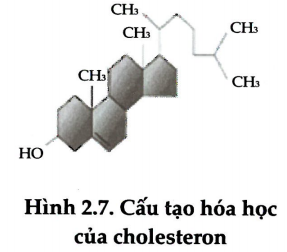 CH₃
CH₃
CH₃
CH₃
CH₃
HO
Hình 2.7. Cấu tạo hóa học
của cholesteron